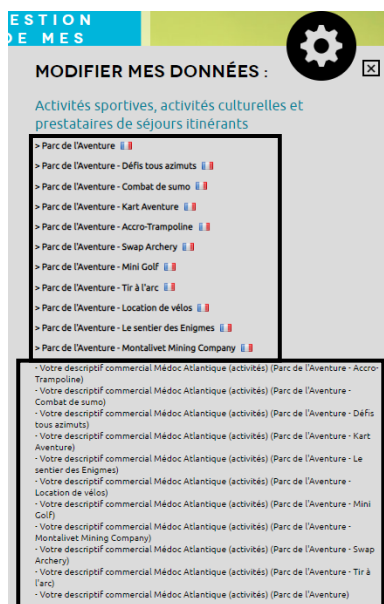 ESTION
DE MES
MODIFIER MES DONNÉES :
Activités sportives, activités culturelles et
prestataires de séjours itinérants
> Parc de l'Aventure
> Parc de l'Aventure - Défis tous azimuts
> Parc de l'Aventure - Combat de sumo
> Parc de l'Aventure - Kart Aventure
> Parc de l'Aventure - Accro-Trampoline
> Parc de l'Aventure - Swap Archery
> Parc de l'Aventure - Mini Golf
> Parc de l'Aventure - Tir à l'arc
> Parc de l'Aventure - Location de vélos
> Parc de l'Aventure - Le sentier des Enigmes
> Parc de l'Aventure - Montalivet Mining Company
- Votre descriptif commercial Médoc Atlantique (activités) (Parc de l'Aventure - Accro-
Trampoline)
- Votre descriptif commercial Médoc Atlantique (activités) (Parc de l'Aventure -
Combat de sumo)
- Votre descriptif commercial Médoc Atlantique (activités) (Parc de l'Aventure - Défis
tous azimuts)
- Votre descriptif commercial Médoc Atlantique (activités) (Parc de l'Aventure - Kart
Aventure)
- Votre descriptif commercial Médoc Atlantique (activités) (Parc de l'Aventure - Le
sentier des Enigmes)
- Votre descriptif commercial Médoc Atlantique (activités) (Parc de l'Aventure -
Location de vélos)
- Votre descriptif commercial Médoc Atlantique (activités) (Parc de l'Aventure - Mini
Golf)
- Votre descriptif commercial Médoc Atlantique (activités) (Parc de l'Aventure -
Montalivet Mining Company)
- Votre descriptif commercial Médoc Atlantique (activités) (Parc de l'Aventure - Swap
Archery)
- Votre descriptif commercial Médoc Atlantique (activités) (Parc de l'Aventure - Tir à
l'arc)
- Votre descriptif commercial Médoc Atlantique (activités) (Parc de l'Aventure)